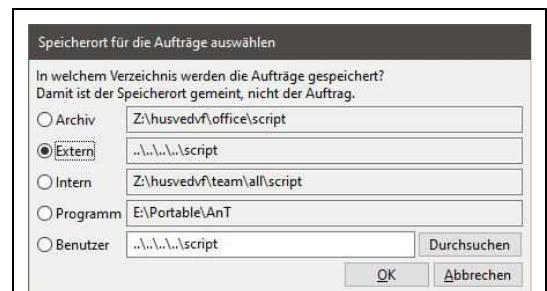 Speicherort für die Aufträge auswählen
In welchem Verzeichnis werden die Aufträge gespeichert?
Damit ist der Speicherort gemeint, nicht der Auftrag.
Archiv Z:\husvedvf\office\script
Extern ..\..\..\..\script
Intern Z:\husvedvf\team\all\script
Programm E:\Portable\AnT
Benutzer ..\..\..\..\script Durchsuchen
OK Abbrechen